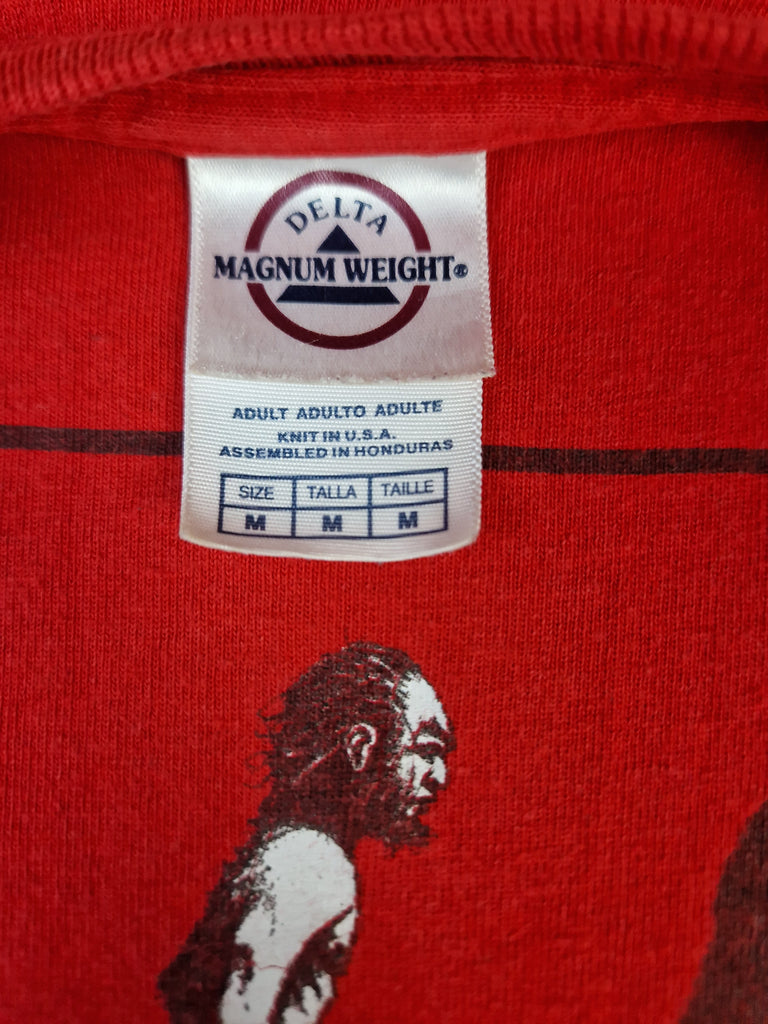 DELTA
MAGNUM WEIGHT®
ADULT ADULTO ADULTE
KNIT IN U.S.A.
ASSEMBLED IN HONDURAS
SIZE TALLA TAILLE
M M M